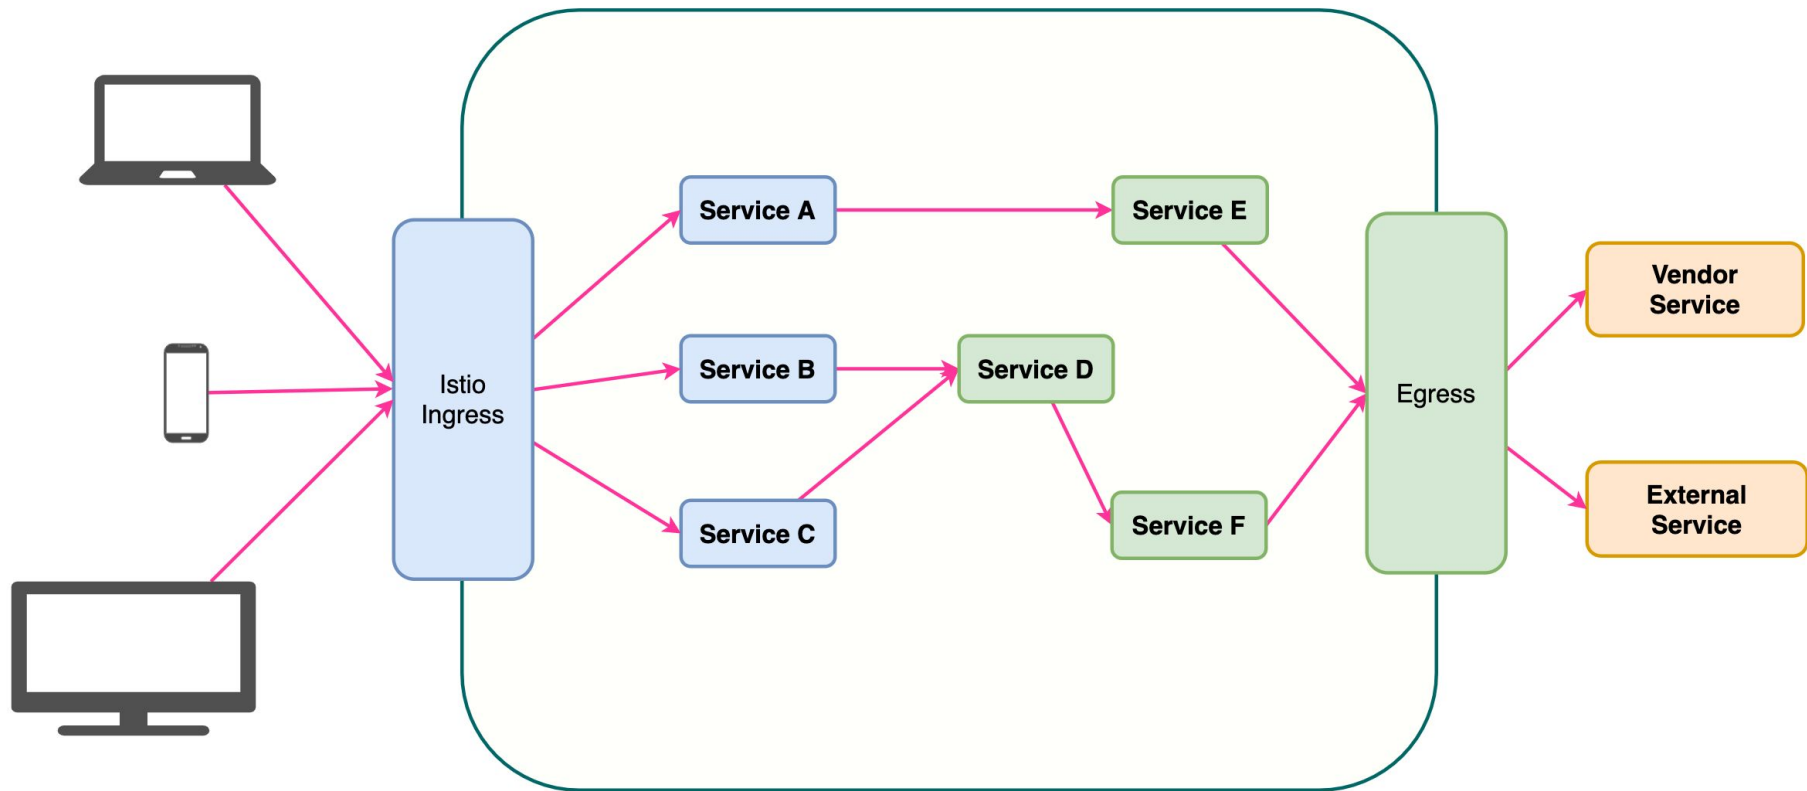 Service A
Service E
Vendor
Service
Istio
Ingress
Service B
Service D
Egress
Service C
Service F
External
Service